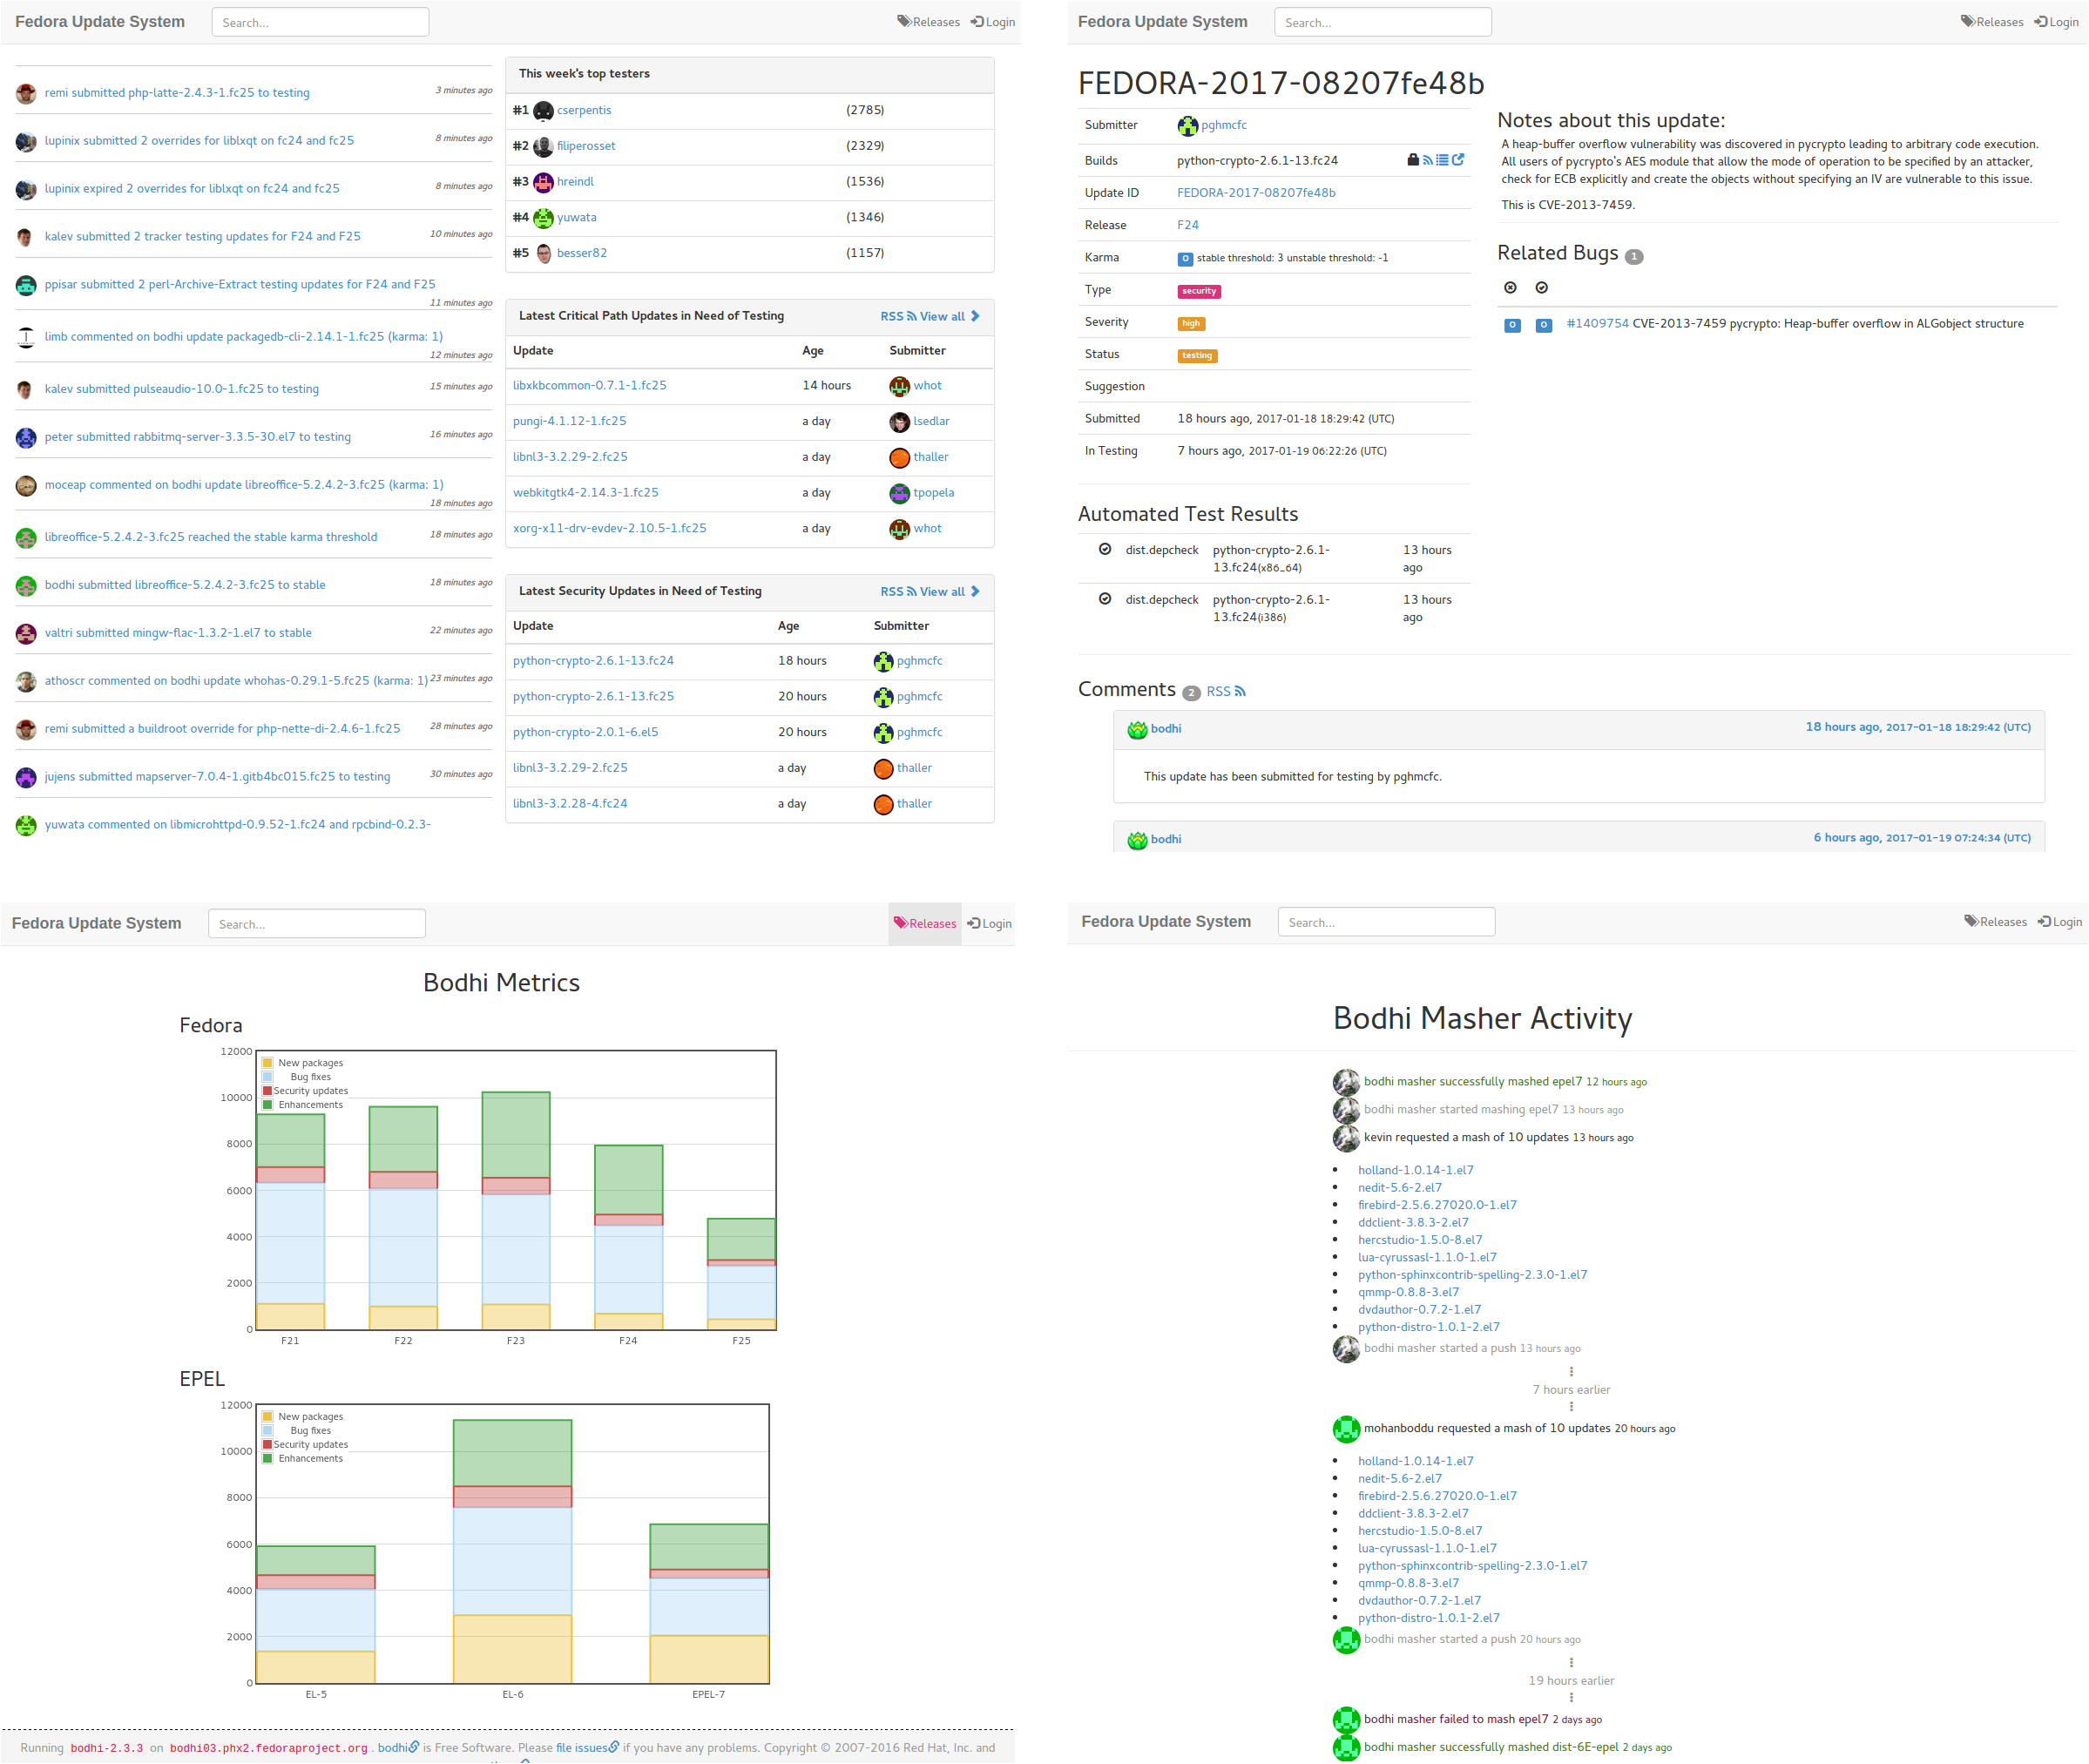 Fedora Update System
Search...
Releases
Login
remi submitted php-latte-2.4.3-1.fc25 to testing
3 minutes ago
lupinix submitted 2 overrides for liblxqt on fc24 and fc25
8 minutes ago
lupinix expired 2 overrides for liblxqt on fc24 and fc25
8 minutes ago
kalev submitted 2 tracker testing updates for F24 and F25
10 minutes ago
ppisar submitted 2 perl-Archive-Extract testing updates for F24 and F25
11 minutes ago
limb commented on bodhi update packagedb-cli-2.14.1-1.fc25 (karma: 1)
12 minutes ago
kalev submitted pulseaudio-10.0-1.fc25 to testing
15 minutes ago
peter submitted rabbitmq-server-3.3.5-30.el7 to testing
16 minutes ago
moceap commented on bodhi update libreoffice-5.2.4.2-3.fc25 (karma: 1)
18 minutes ago
libreoffice-5.2.4.2-3.fc25 reached the stable karma threshold
18 minutes ago
bodhi submitted libreoffice-5.2.4.2-3.fc25 to stable
18 minutes ago
valtri submitted mingw-flac-1.3.2-1.el7 to stable
22 minutes ago
athoscr commented on bodhi update whohas-0.29.1-5.fc25 (karma: 1)
23 minutes ago
remi submitted a buildroot override for php-nette-di-2.4.6-1.fc25
28 minutes ago
jujens submitted mapserver-7.0.4-1.gitb4bc015.fc25 to testing
30 minutes ago
yuwata commented on libmicrohttpd-0.9.52-1.fc24 and rpcbind-0.2.3-
This week's top testers
#1 cserpentis (2785)
#2 filiperosset (2329)
#3 hreindl (1536)
#4 yuwata (1346)
#5 besser82 (1157)
Latest Critical Path Updates in Need of Testing RSS View all
Update Age Submitter
libxkbcommon-0.7.1-1.fc25 14 hours whot
pungi-4.1.12-1.fc25 a day lsedlar
libnl3-3.2.29-2.fc25 a day thaller
webkitgtk4-2.14.3-1.fc25 a day tpopela
xorg-x11-drv-evdev-2.10.5-1.fc25 a day whot
Latest Security Updates in Need of Testing RSS View all
Update Age Submitter
python-crypto-2.6.1-13.fc24 18 hours pghmcfc
python-crypto-2.6.1-13.fc25 20 hours pghmcfc
python-crypto-2.0.1-6.el5 20 hours pghmcfc
libnl3-3.2.29-2.fc25 a day thaller
libnl3-3.2.28-4.fc24 a day thaller
Fedora Update System
Search...
Releases
Login
FEDORA-2017-08207fe48b
Submitter pghmcfc
Builds python-crypto-2.6.1-13.fc24
Update ID FEDORA-2017-08207fe48b
Release F24
Karma 0 stable threshold: 3 unstable threshold: -1
Type security
Severity high
Status testing
Suggestion
Submitted 18 hours ago, 2017-01-18 18:29:42 (UTC)
In Testing 7 hours ago, 2017-01-19 06:22:26 (UTC)
Notes about this update:
A heap-buffer overflow vulnerability was discovered in pycrypto leading to arbitrary code execution.
All users of pycrypto's AES module that allow the mode of operation to be specified by an attacker,
check for ECB explicitly and create the objects without specifying an IV are vulnerable to this issue.
This is CVE-2013-7459.
Related Bugs 1
0 0 #1409754 CVE-2013-7459 pycrypto: Heap-buffer overflow in ALGobject structure
Automated Test Results
dist.depcheck python-crypto-2.6.1- 13 hours
13.fc24(x86_64) ago
dist.depcheck python-crypto-2.6.1- 13 hours
13.fc24(i386) ago
Comments 2 RSS
bodhi 18 hours ago, 2017-01-18 18:29:42 (UTC)
This update has been submitted for testing by pghmcfc.
bodhi 6 hours ago, 2017-01-19 07:24:34 (UTC)
Fedora Update System
Search...
Releases
Login
Bodhi Metrics
Fedora
12000
10000
8000
6000
4000
2000
0
New packages
Bug fixes
Security updates
Enhancements
F21 F22 F23 F24 F25
EPEL
12000
10000
8000
6000
4000
2000
0
New packages
Bug fixes
Security updates
Enhancements
EL-5 EL-6 EPEL-7
Running bodhi-2.3.3 on bodhi03.phx2.fedoraproject.org . bodhi is Free Software. Please file issues if you have any problems. Copyright © 2007-2016 Red Hat, Inc. and
Fedora Update System
Search...
Releases
Login
Bodhi Masher Activity
bodhi masher successfully mashed epel7 12 hours ago
bodhi masher started mashing epel7 13 hours ago
kevin requested a mash of 10 updates 13 hours ago
• holland-1.0.14-1.el7
• nedit-5.6-2.el7
• firebird-2.5.6.27020.0-1.el7
• ddclient-3.8.3-2.el7
• hercstudio-1.5.0-8.el7
• lua-cyrussasl-1.1.0-1.el7
• python-sphinxcontrib-spelling-2.3.0-1.el7
• qmmp-0.8.8-3.el7
• dvdauthor-0.7.2-1.el7
• python-distro-1.0.1-2.el7
bodhi masher started a push 13 hours ago
7 hours earlier
mohanboddu requested a mash of 10 updates 20 hours ago
• holland-1.0.14-1.el7
• nedit-5.6-2.el7
• firebird-2.5.6.27020.0-1.el7
• ddclient-3.8.3-2.el7
• hercstudio-1.5.0-8.el7
• lua-cyrussasl-1.1.0-1.el7
• python-sphinxcontrib-spelling-2.3.0-1.el7
• qmmp-0.8.8-3.el7
• dvdauthor-0.7.2-1.el7
• python-distro-1.0.1-2.el7
bodhi masher started a push 20 hours ago
19 hours earlier
bodhi masher failed to mash epel7 2 days ago
bodhi masher successfully mashed dist-6E-epel 2 days ago